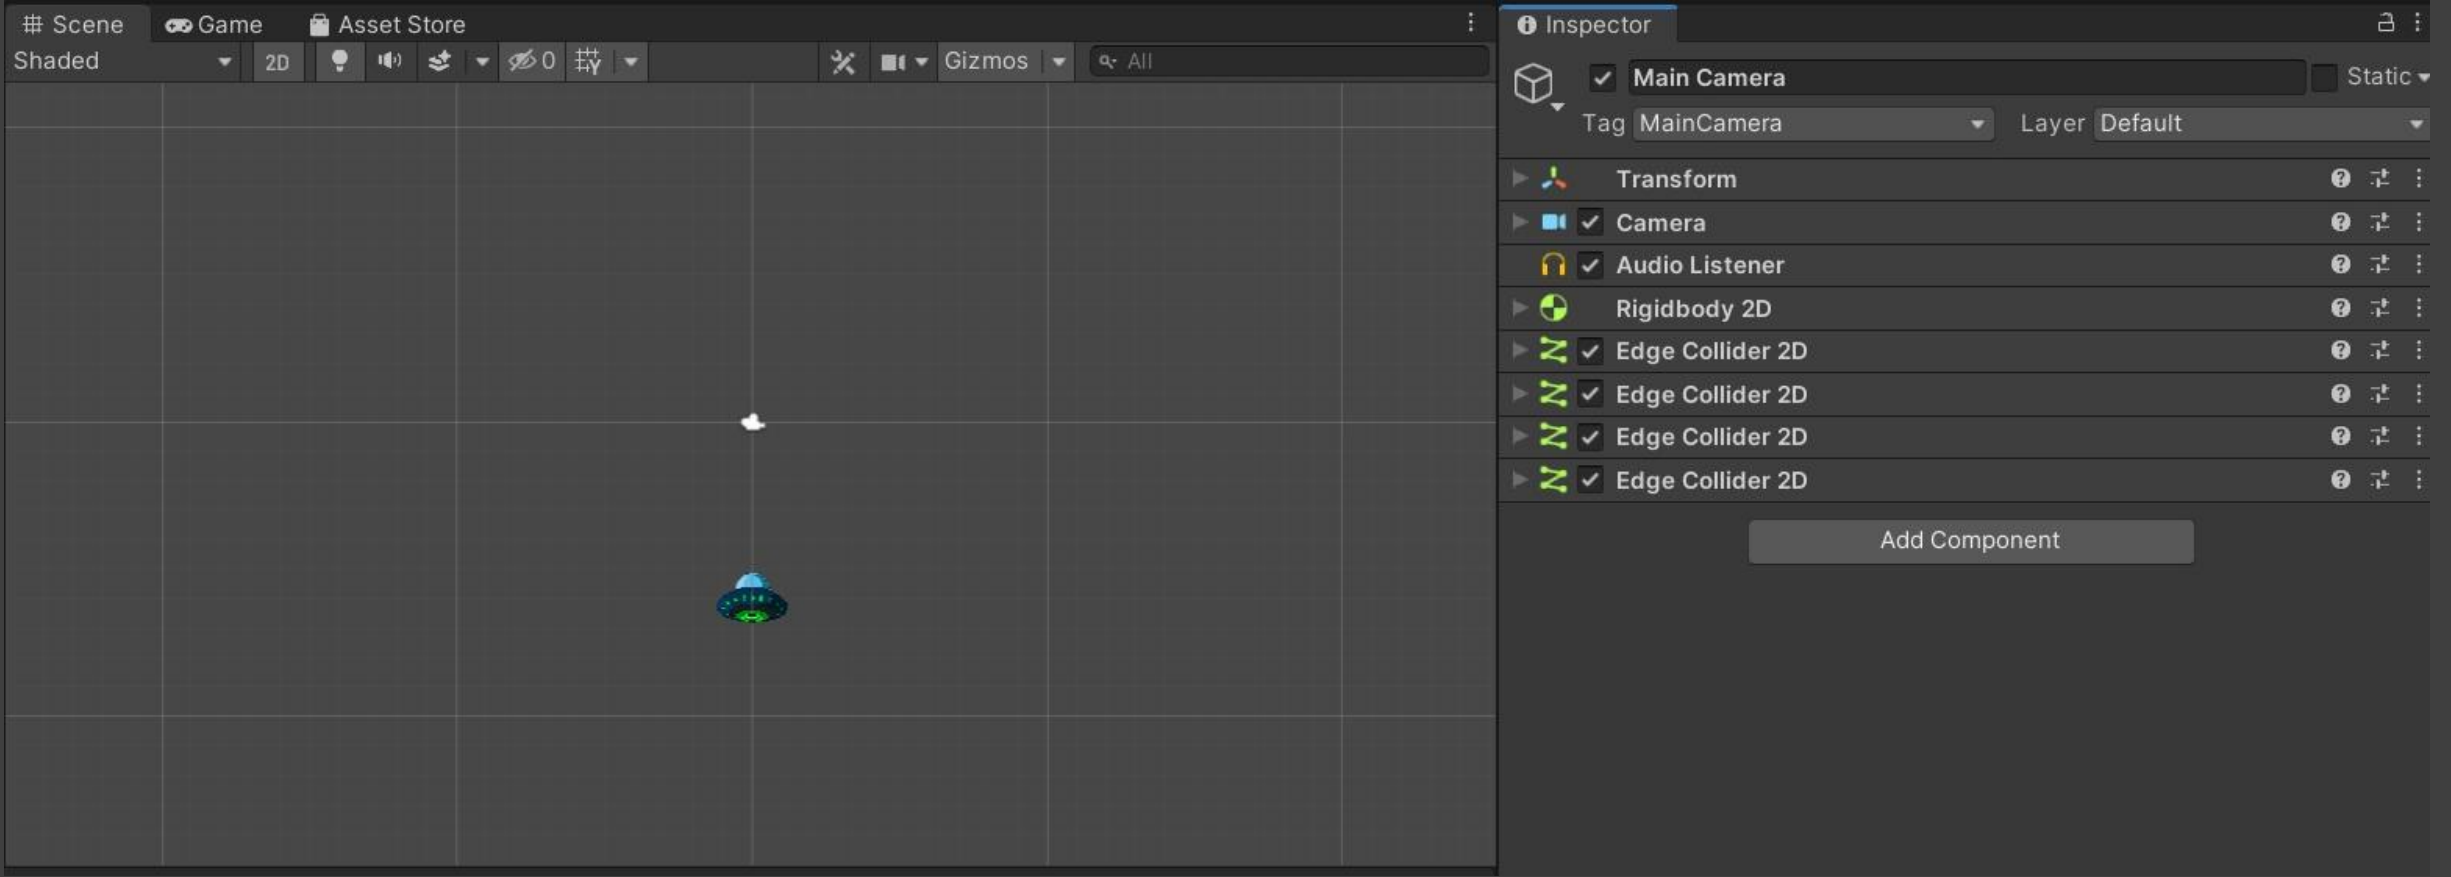 Scene Game Asset Store
Shaded 2D 0 Gizmos All
Inspector
Main Camera Static
Tag MainCamera Layer Default
Transform
Camera
Audio Listener
Rigidbody 2D
Edge Collider 2D
Edge Collider 2D
Edge Collider 2D
Edge Collider 2D
Add Component